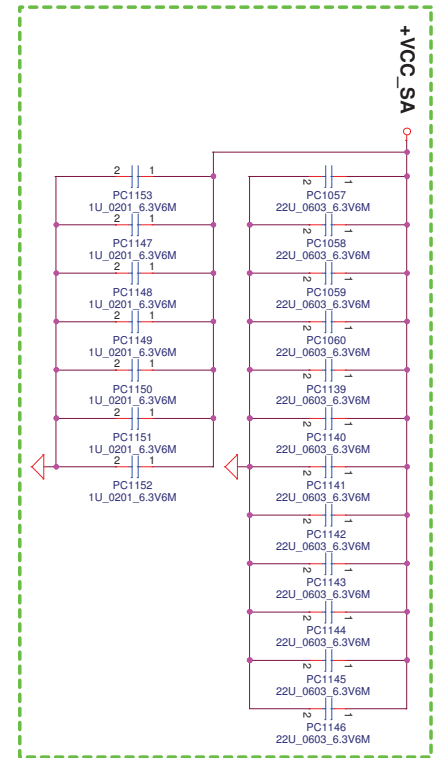 +VCC_SA
2 1
PC1153
1U_0201_6.3V6M
2 1
PC1147
1U_0201_6.3V6M
2 1
PC1148
1U_0201_6.3V6M
2 1
PC1149
1U_0201_6.3V6M
2 1
PC1150
1U_0201_6.3V6M
2 1
PC1151
1U_0201_6.3V6M
2 1
PC1152
1U_0201_6.3V6M
1
2 1
PC1057
22U_0603_6.3V6M
2 1
PC1058
22U_0603_6.3V6M
2 1
PC1059
22U_0603_6.3V6M
2 1
PC1060
22U_0603_6.3V6M
2 1
PC1139
22U_0603_6.3V6M
2 1
PC1140
22U_0603_6.3V6M
2 1
PC1141
22U_0603_6.3V6M
2 1
PC1142
22U_0603_6.3V6M
2 1
PC1143
22U_0603_6.3V6M
2 1
PC1144
22U_0603_6.3V6M
2 1
PC1145
22U_0603_6.3V6M
2 1
PC1146
22U_0603_6.3V6M